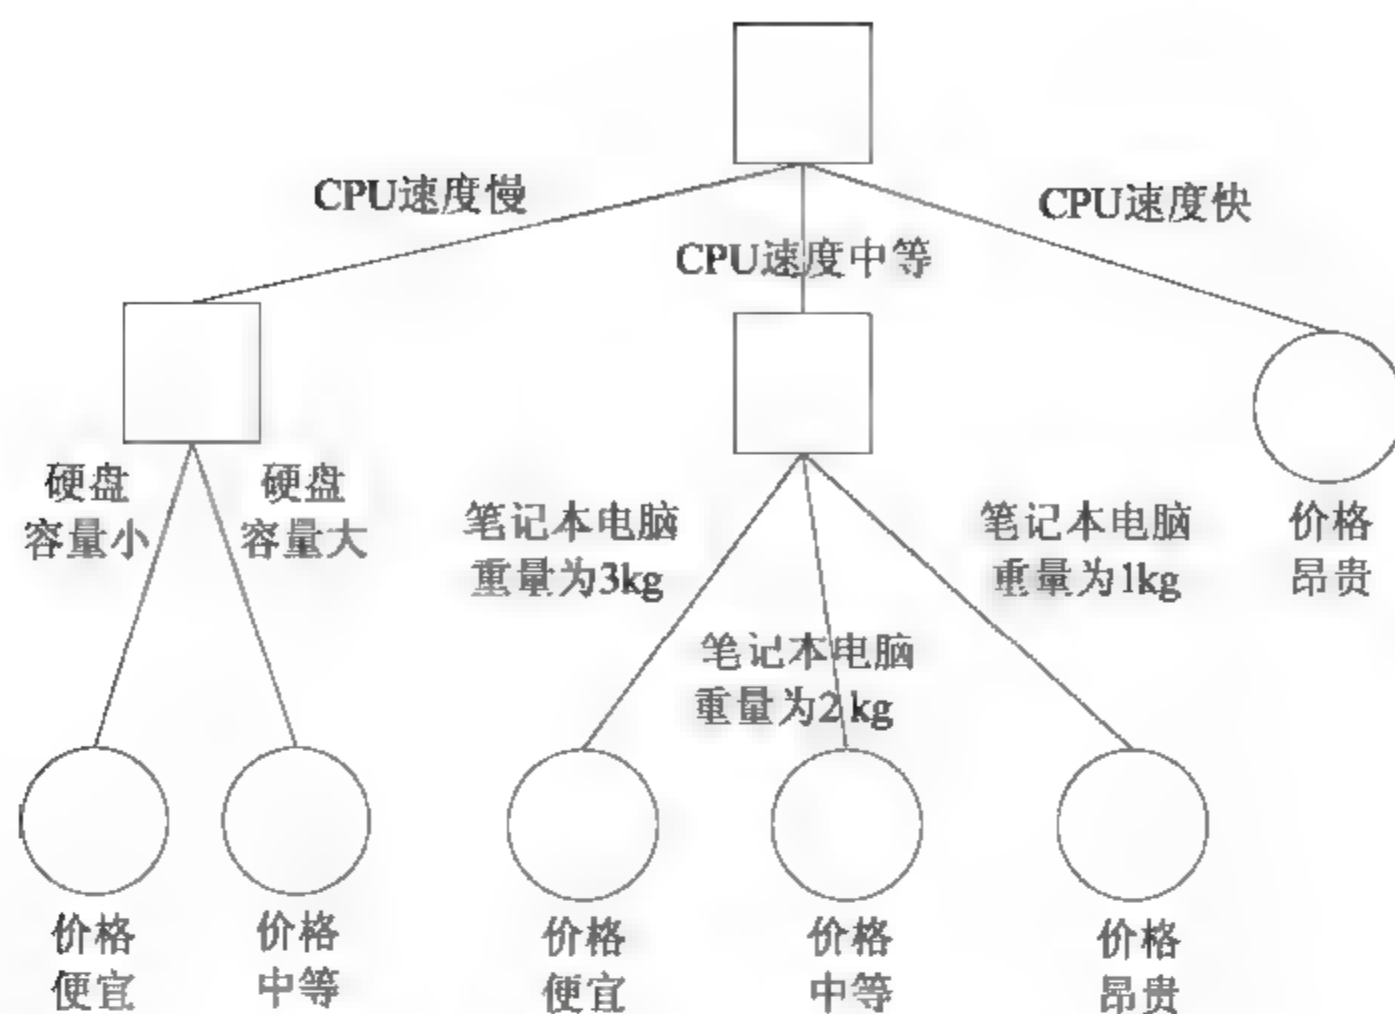 CPU速度慢
CPU速度快
CPU速度中等
硬盘
容量小
硬盘
容量大
笔记本电脑
重量为3kg
笔记本电脑
重量为2kg
笔记本电脑
重量为1kg
价格
昂贵
价格
便宜
价格
中等
价格
便宜
价格
中等
价格
昂贵